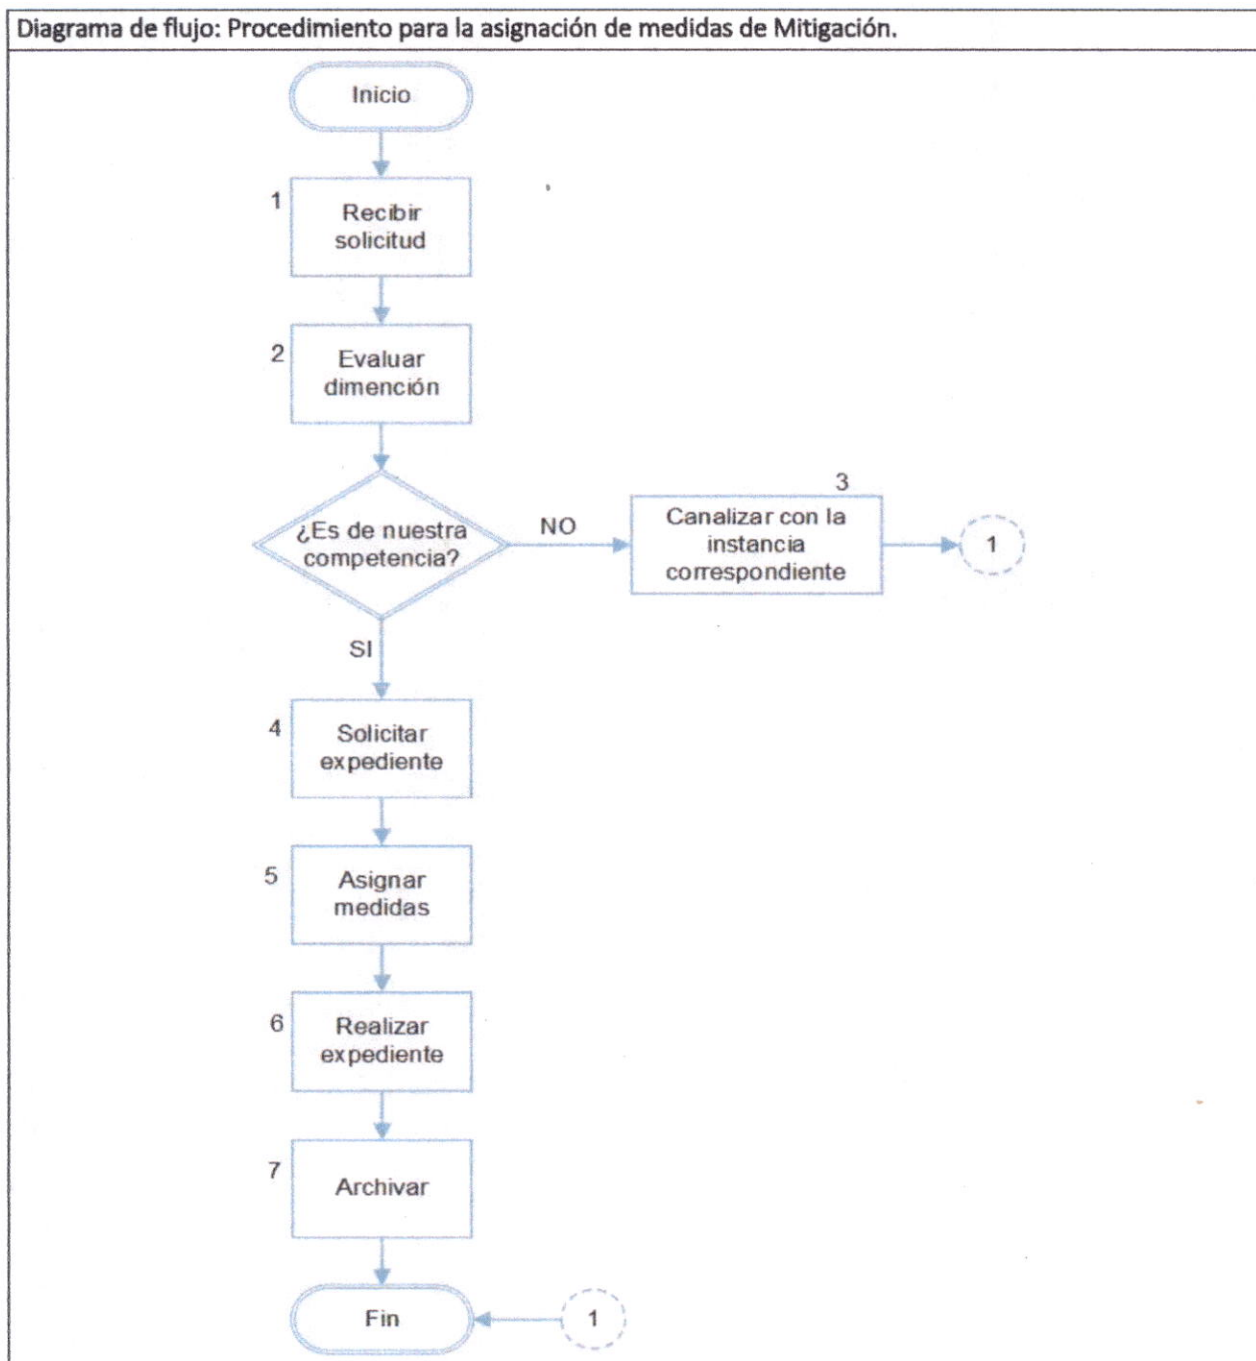 Diagrama de flujo: Procedimiento para la asignación de medidas de Mitigación.
Inicio
1
Recibir
solicitud
2
Evaluar
dimención
¿Es de nuestra
competencia?
NO
3
Canalizar con la
instancia
correspondiente
1
SI
4
Solicitar
expediente
5
Asignar
medidas
6
Realizar
expediente
7
Archivar
Fin
1